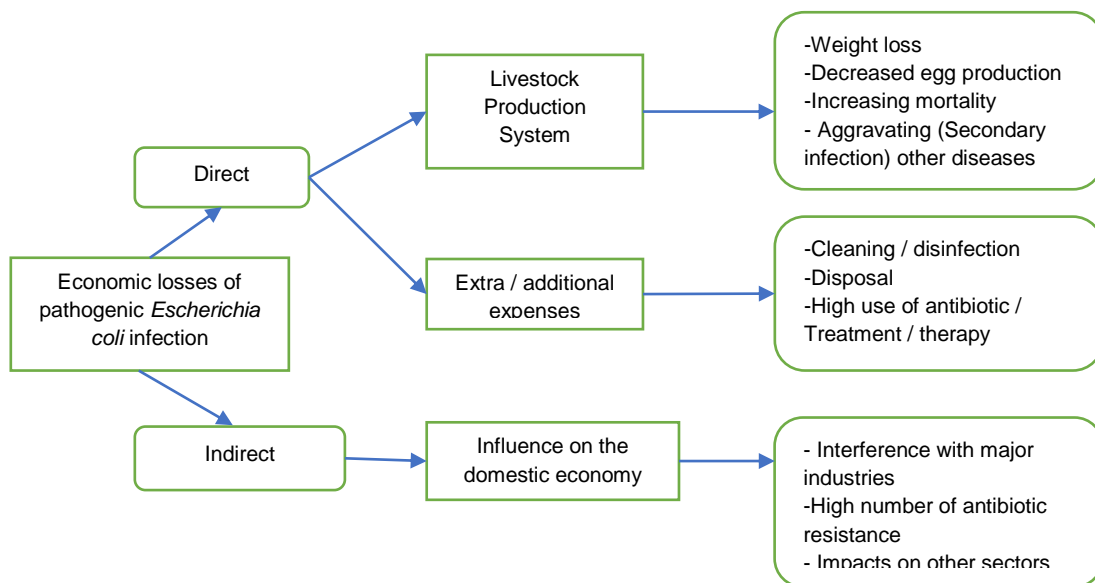 Economic losses of
pathogenic Escherichia
coli infection
Direct
Livestock
Production
System
-Weight loss
-Decreased egg production
-Increasing mortality
- Aggravating (Secondary
infection) other diseases
Extra / additional
expenses
-Cleaning / disinfection
-Disposal
-High use of antibiotic /
Treatment / therapy
Indirect
Influence on the
domestic economy
- Interference with major
industries
-High number of antibiotic
resistance
- Impacts on other sectors